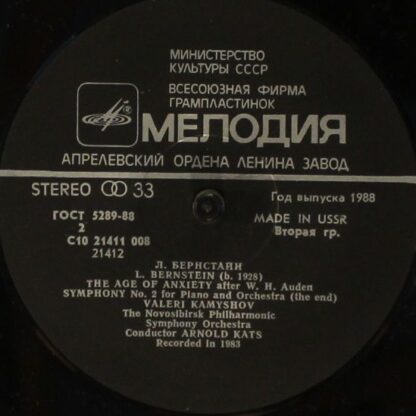 МИНИСТЕРСТВО
КУЛЬТУРЫ СССР
ВСЕСОЮЗНАЯ ФИРМА
ГРАМПЛАСТИНОК
МЕЛОДИЯ
АПРЕЛЕВСКИЙ ОРДЕНА ЛЕНИНА ЗАВОД
STEREO 33
Год выпуска 1988
ГОСТ 5289-88
MADE IN USSR
2
Вторая гр.
С10 21411 008
21412
Л. БЕРНСТАЙН
L. BERNSTEIN (b. 1928)
THE AGE OF ANXIETY after W. H. Auden
SYMPHONY No. 2 for Piano and Orchestra (the end)
VALERI KAMYSHOV
The Novosibirsk Philharmonic
Symphony Orchestra
Conductor ARNOLD KATS
Recorded in 1983